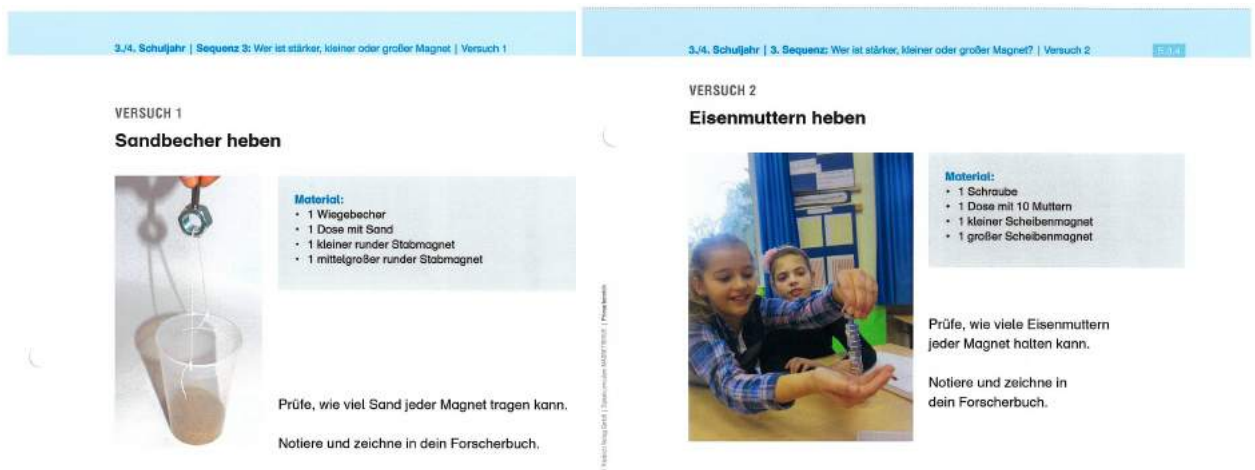 3./4. Schuljahr | Sequenz 3: Wer ist stärker, kleiner oder großer Magnet | Versuch 1
VERSUCH 1
Sandbecher heben
Material:
• 1 Wiegebecher
• 1 Dose mit Sand
• 1 kleiner runder Stabmagnet
• 1 mittelgroßer runder Stabmagnet
Prüfe, wie viel Sand jeder Magnet tragen kann.
Notiere und zeichne in dein Forscherbuch.
3./4. Schuljahr | 3. Sequenz: Wer ist stärker, kleiner oder großer Magnet? | Versuch 2
VERSUCH 2
Eisenmuttern heben
Material:
• 1 Schraube
• 1 Dose mit 10 Muttern
• 1 kleiner Scheibenmagnet
• 1 großer Scheibenmagnet
Prüfe, wie viele Eisenmuttern
jeder Magnet halten kann.
Notiere und zeichne in
dein Forscherbuch.